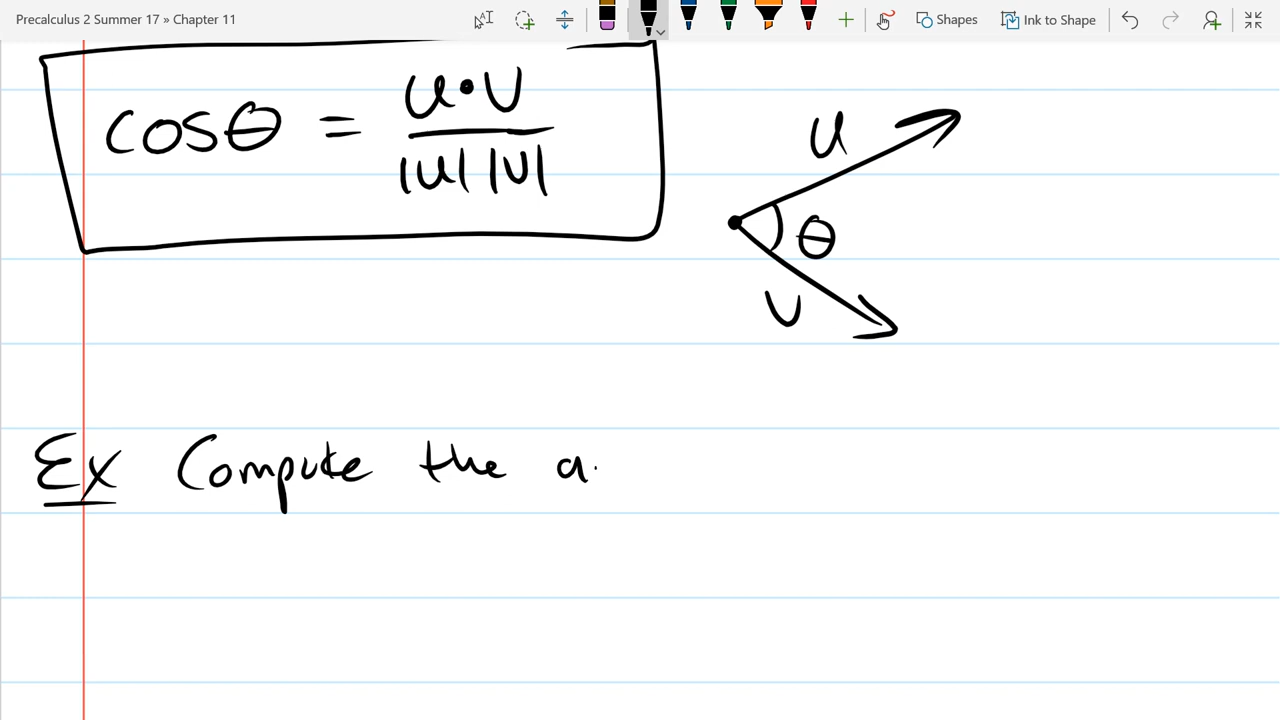 Precalculus 2 Summer 17 » Chapter 11
Shapes
Ink to Shape
cosθ = u•v / |u| |v|
u
θ
v
Ex Compute the a